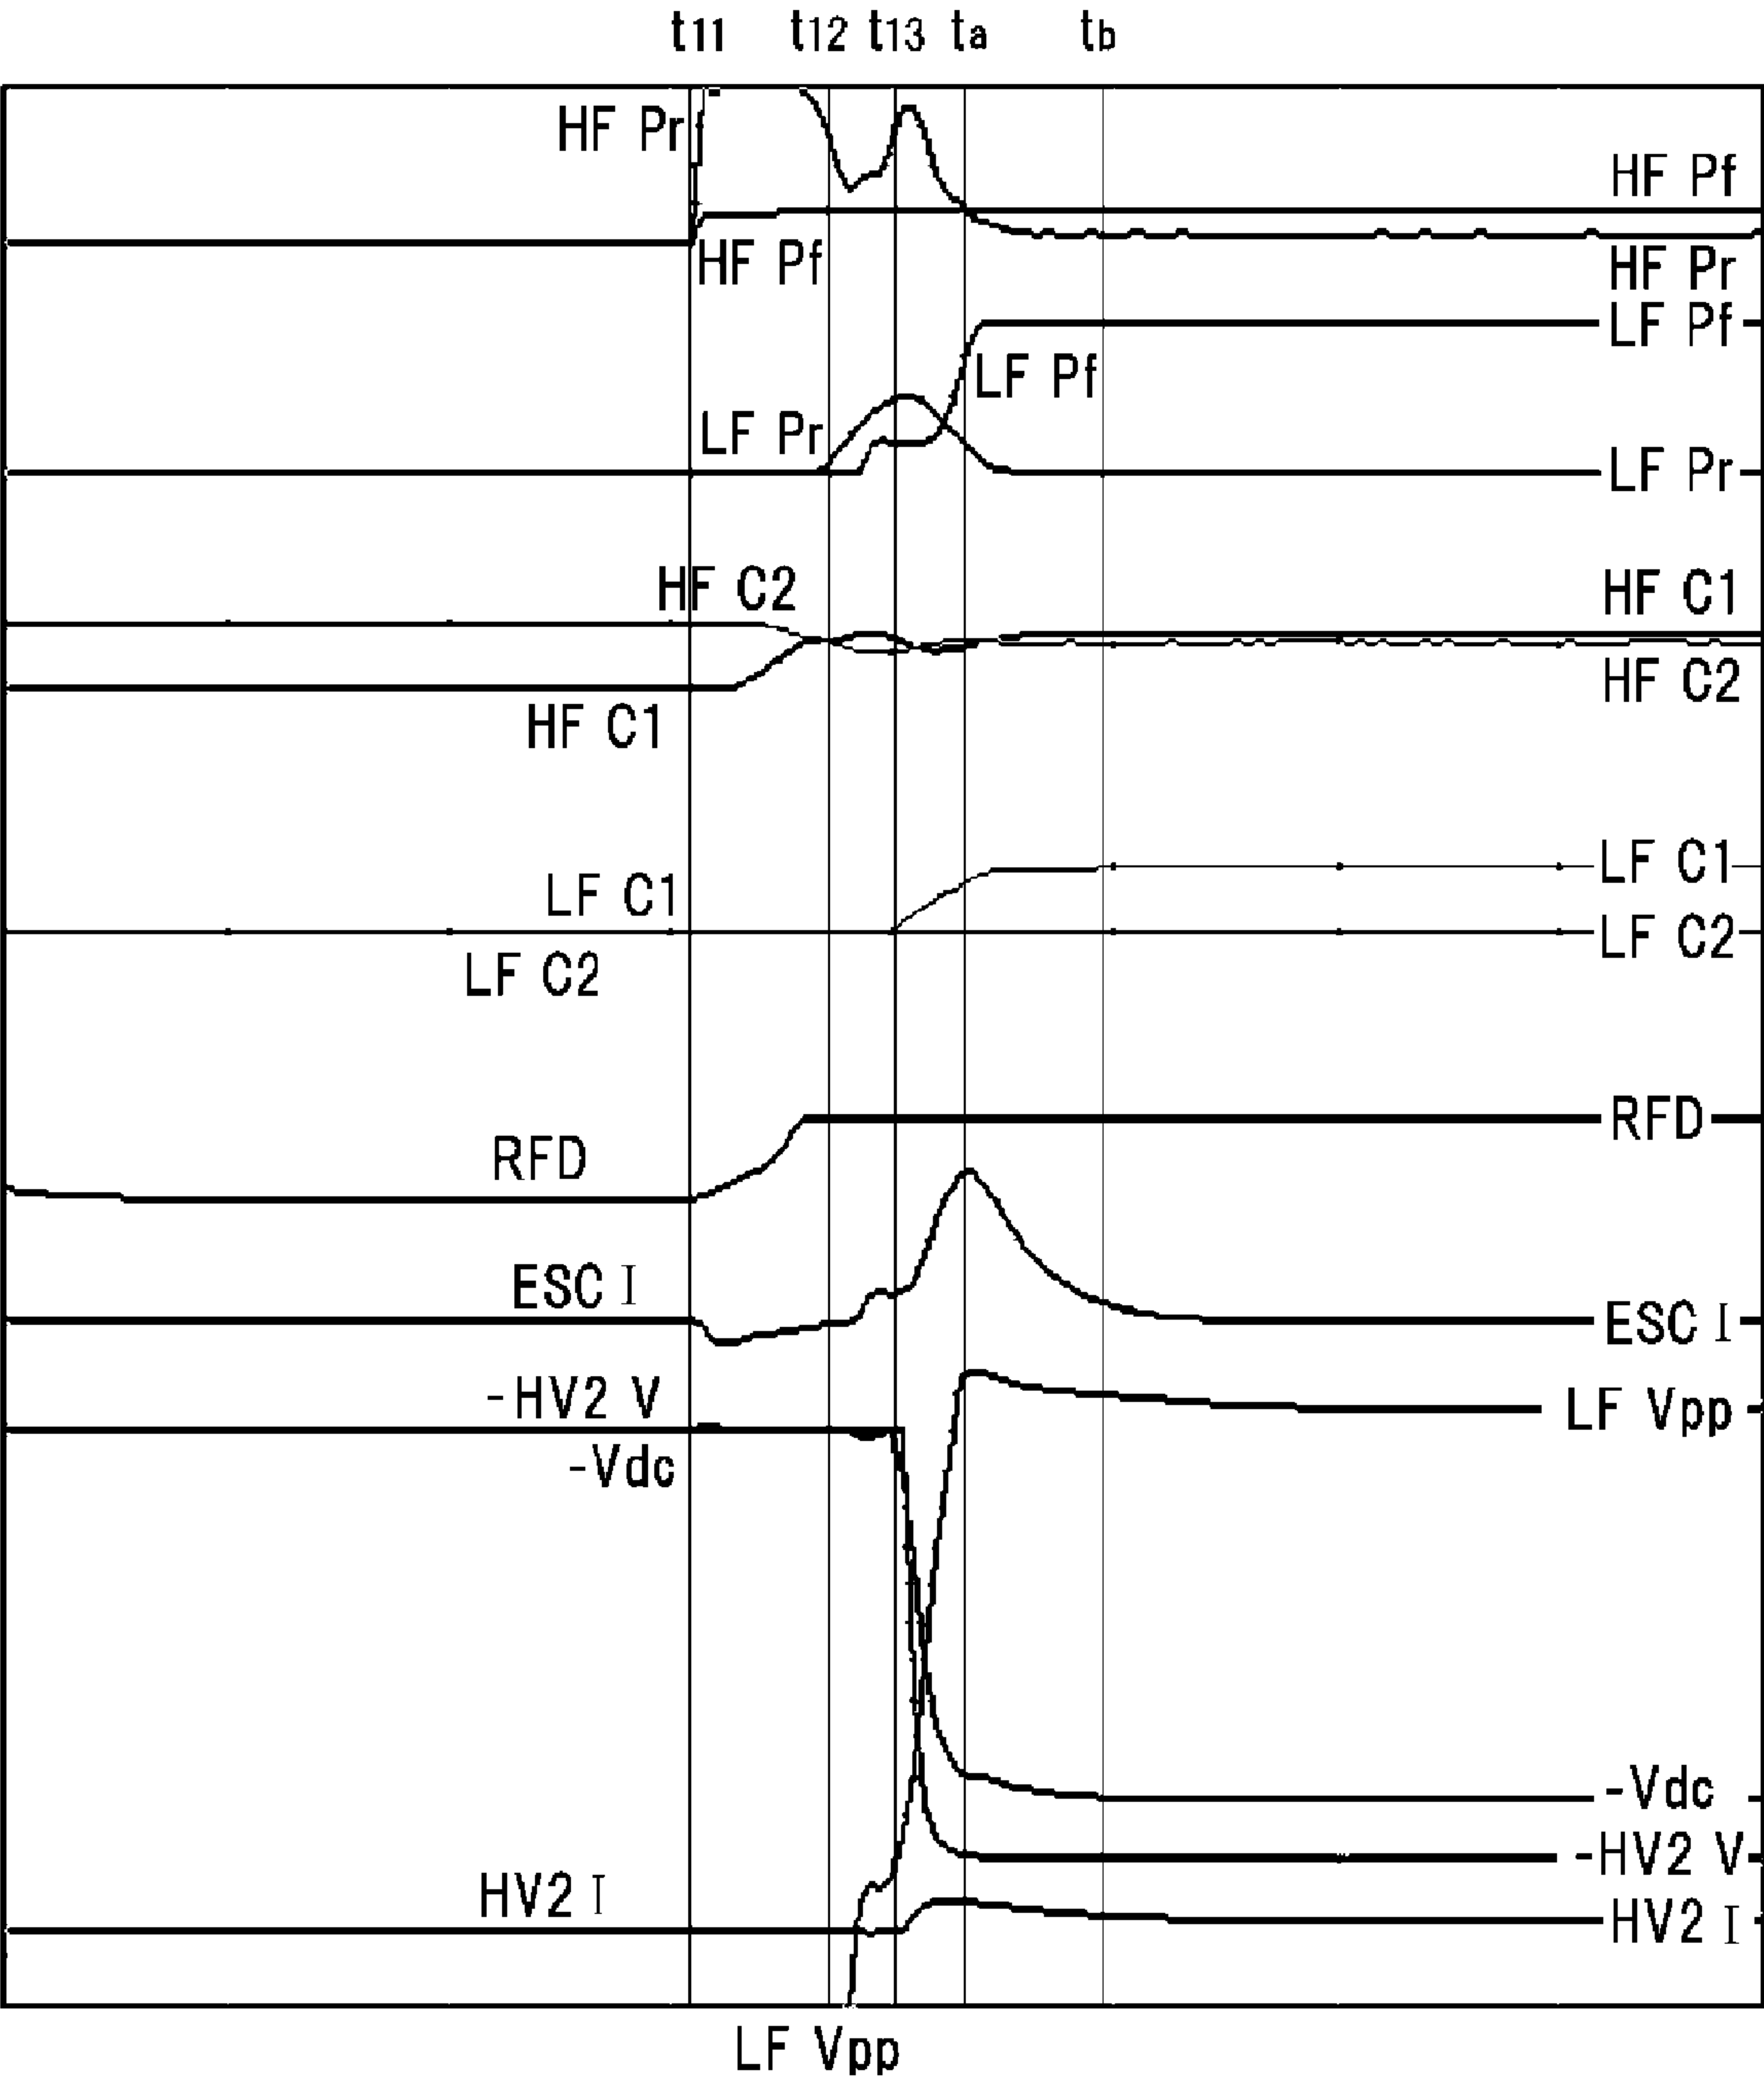 t11 t12 t13 ta tb
HF Pr
HF Pf
HF Pf
HF Pr
LF Pf
LF Pf
LF Pr
LF Pr
HF C2
HF C1
HF C2
HF C1
LF C1
LF C1
LF C2
LF C2
RFD
RFD
ESC I
ESC I
-HV2 V
LF Vpp
-Vdc
-Vdc
-HV2 V
HV2 I
HV2 I
LF Vpp